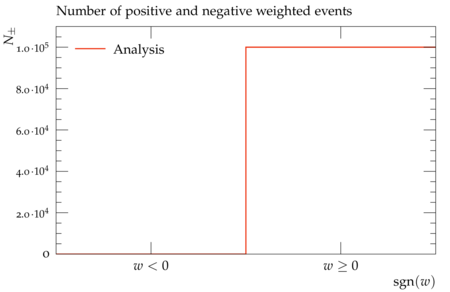 Number of positive and negative weighted events
N±
Analysis
1.0·10⁵
8.0·10⁴
6.0·10⁴
4.0·10⁴
2.0·10⁴
0
w < 0 w ≥ 0
sgn(w)